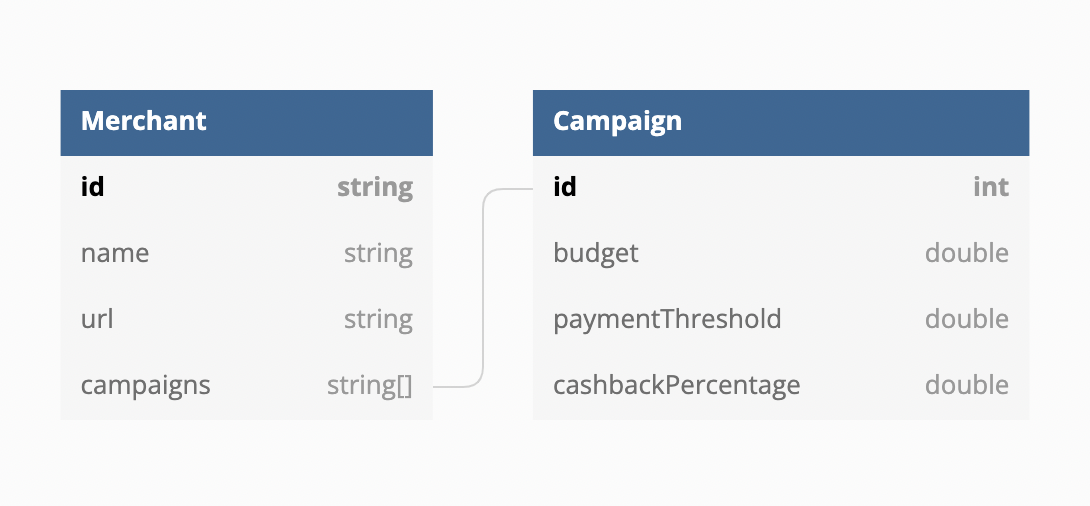 Merchant
id string
name string
url string
campaigns string[]
Campaign
id int
budget double
paymentThreshold double
cashbackPercentage double